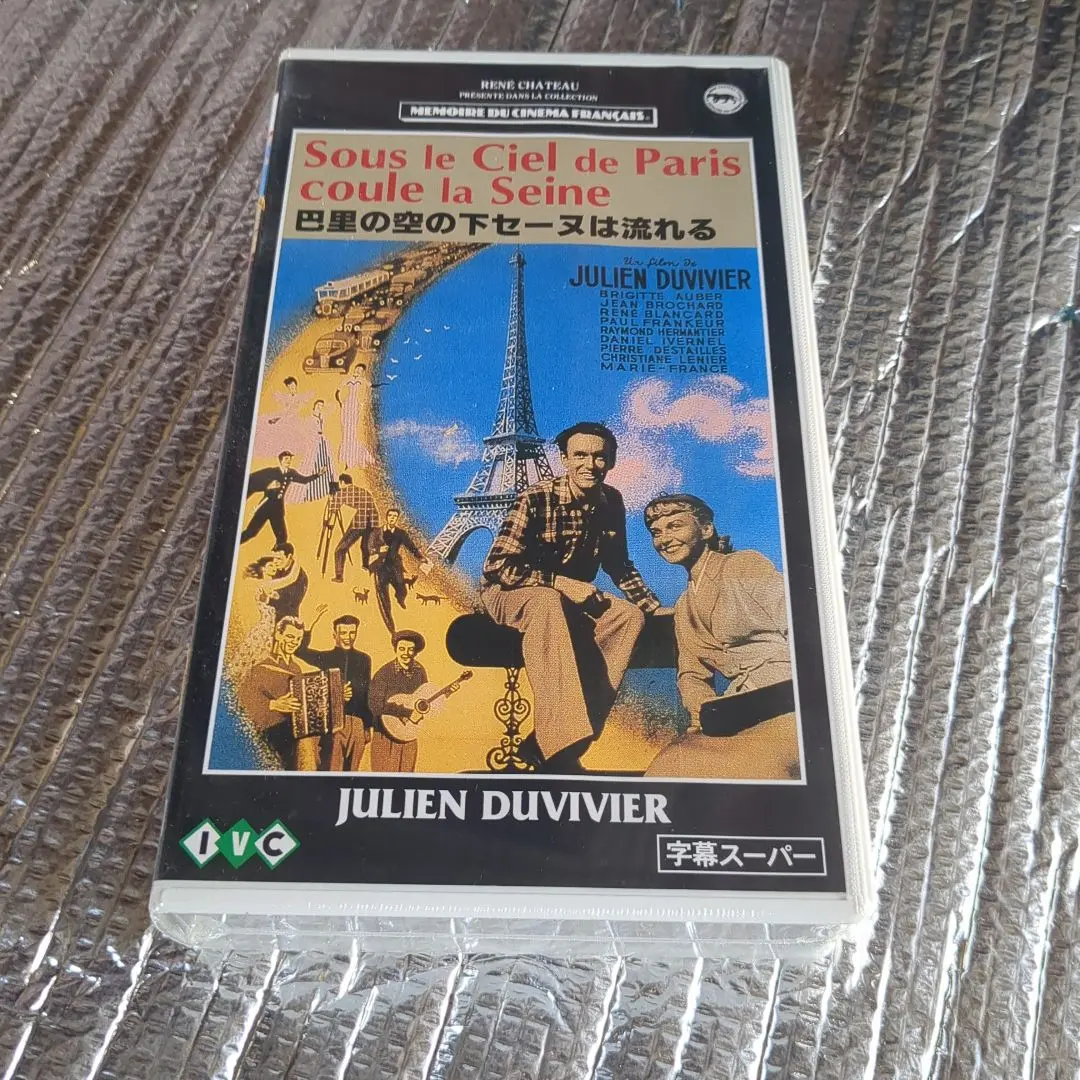 RENÉ CHATEAU
PRÉSENTE DANS LA COLLECTION
MEMOIRE DU CINEMA FRANÇAIS
Sous le Ciel de Paris
coule la Seine
巴里の空の下セーヌは流れる
Un film de
JULIEN DUVIVIER
BRIGITTE AUBER
JEAN BROCHARD
RENÉ BLANCARD
PAUL FRANKEUR
RAYMOND HERMANTIER
DANIEL IVERNEL
PIERRE DESTAILLES
CHRISTIANE LENIER
MARIE-FRANCE
JULIEN DUVIVIER
IVC
字幕スーパー